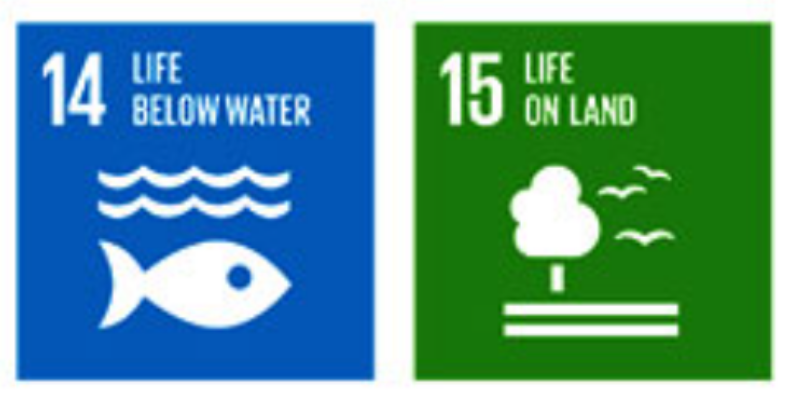 14
LIFE
BELOW WATER
15
LIFE
ON LAND